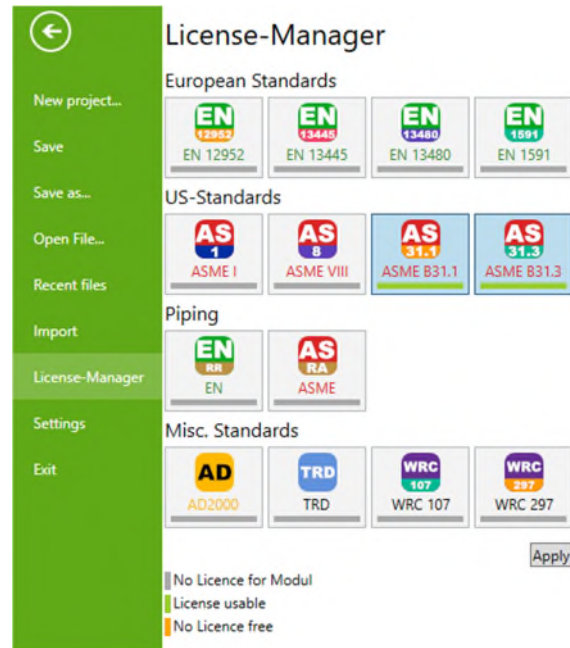 License-Manager
New project...
Save
Save as...
Open File...
Recent files
Import
License-Manager
Settings
Exit
European Standards
EN 12952
EN 12952
EN 13445
EN 13445
EN 13480
EN 13480
EN 1591
EN 1591
US-Standards
AS 1
ASME I
AS 8
ASME VIII
AS 31.1
ASME B31.1
AS 31.3
ASME B31.3
Piping
EN RR
EN
AS RA
ASME
Misc. Standards
AD
AD2000
TRD
TRD
WRC 107
WRC 107
WRC 297
WRC 297
Apply
No Licence for Modul
License usable
No Licence free